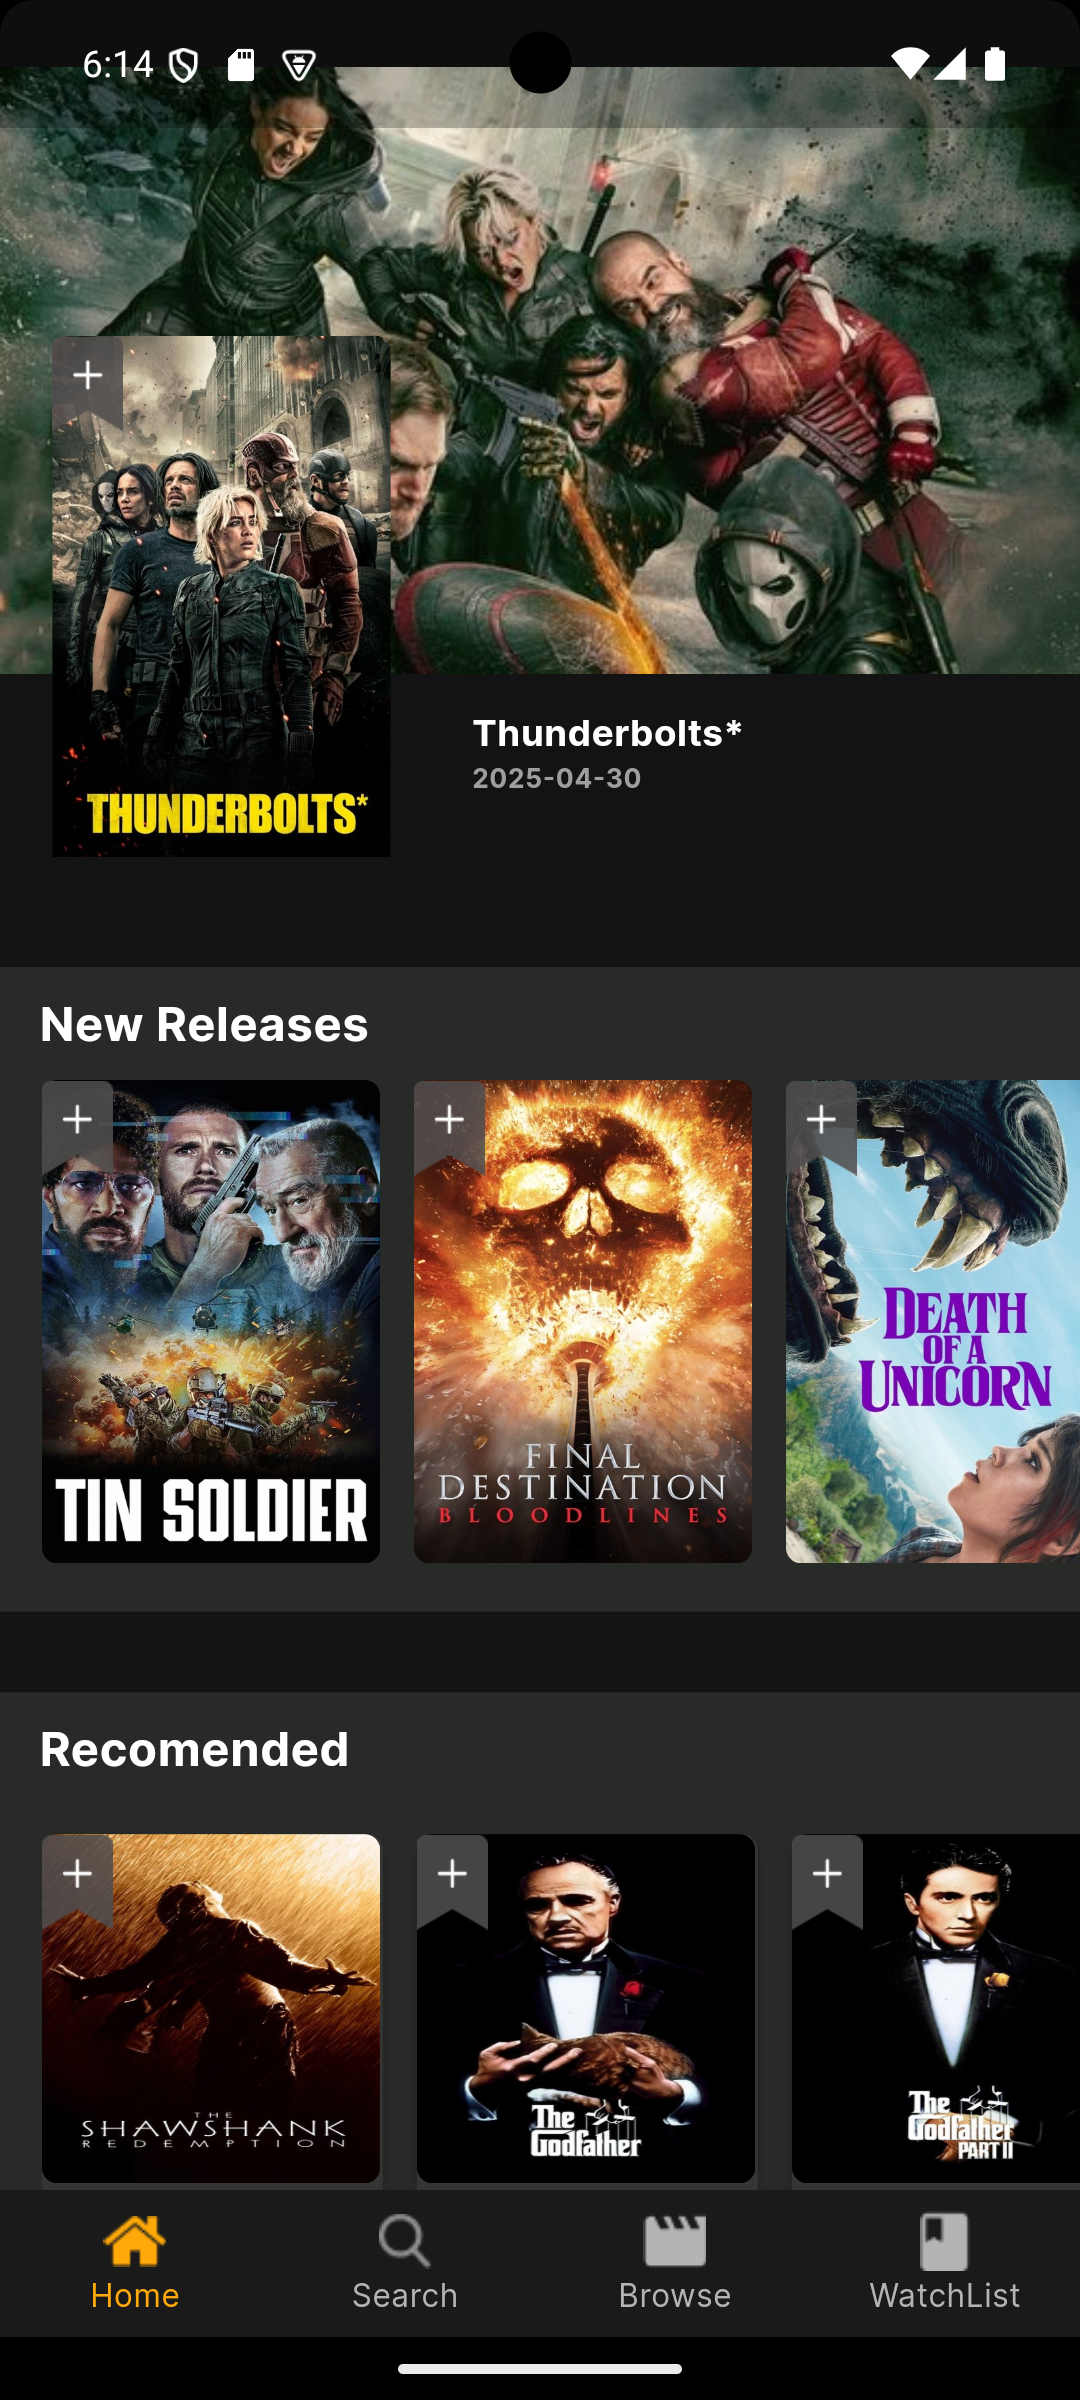 6:14
THUNDERBOLTS*
Thunderbolts*
2025-04-30
New Releases
TIN SOLDIER
FINAL
DESTINATION
BLOODLINES
DEATH
OF A
UNICORN
Recomended
THE
SHAWSHANK
REDEMPTION
The
Godfather
The
Godfather
PART II
Home
Search
Browse
WatchList